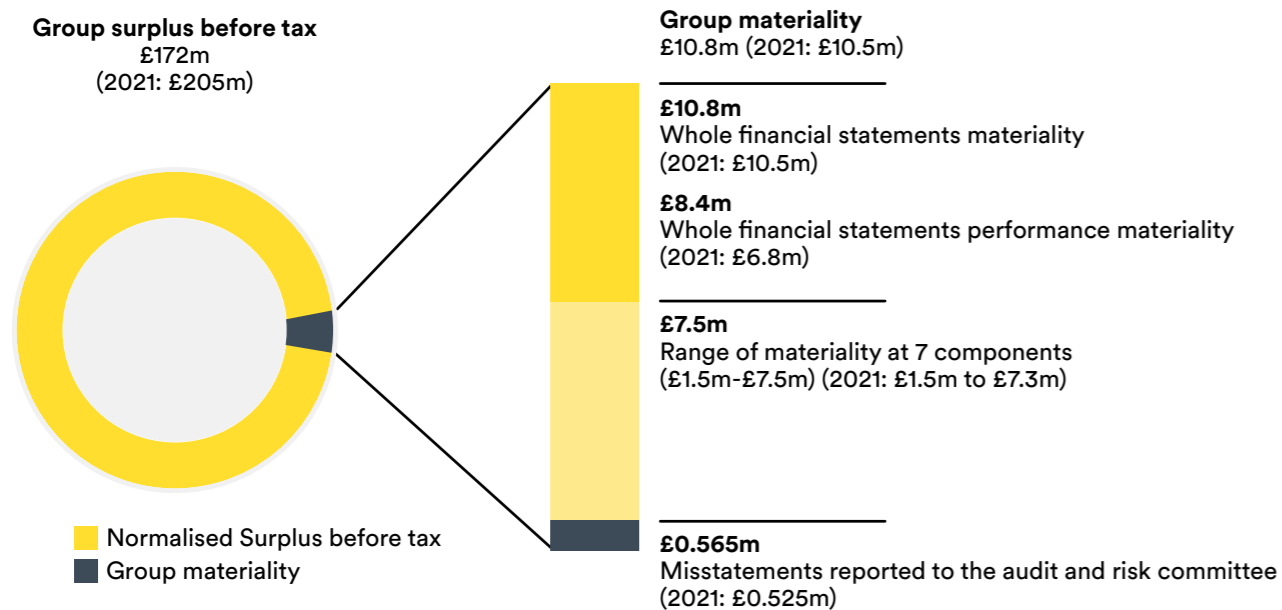 Group surplus before tax
£172m
(2021: £205m)
Group materiality
£10.8m (2021: £10.5m)
£10.8m
Whole financial statements materiality
(2021: £10.5m)
£8.4m
Whole financial statements performance materiality
(2021: £6.8m)
£7.5m
Range of materiality at 7 components
(£1.5m-£7.5m) (2021: £1.5m to £7.3m)
£0.565m
Misstatements reported to the audit and risk committee
(2021: £0.525m)
Normalised Surplus before tax
Group materiality